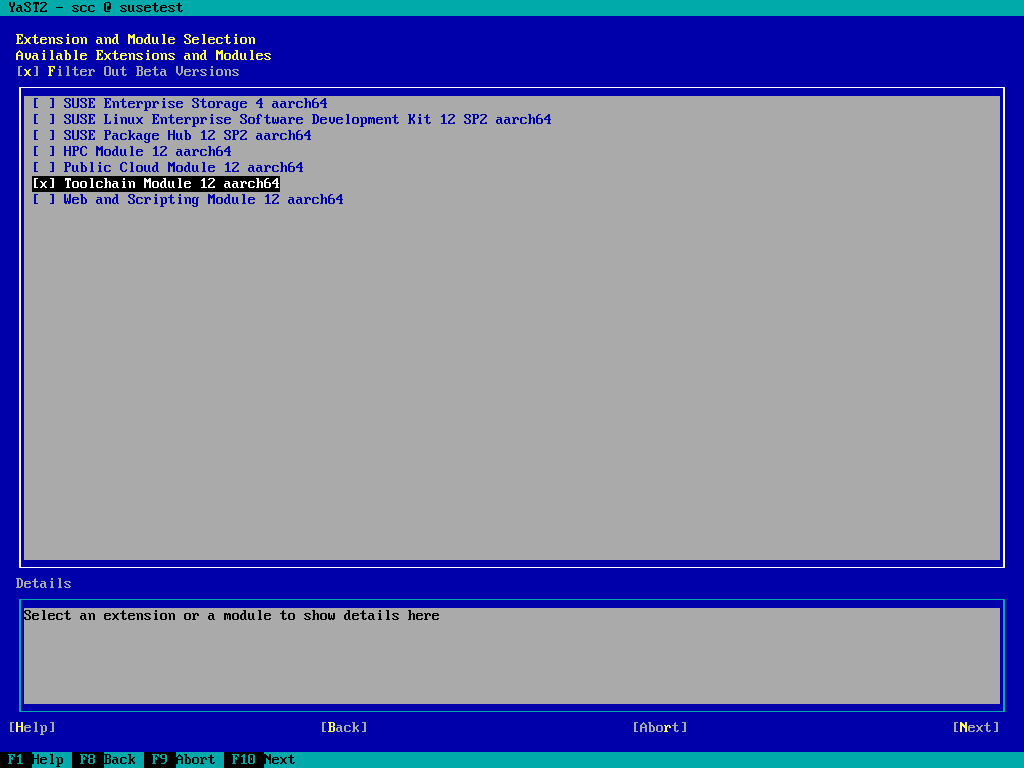 YaST2 - scc @ susetest
Extension and Module Selection
Available Extensions and Modules
[x] Filter Out Beta Versions
[ ] SUSE Enterprise Storage 4 aarch64
[ ] SUSE Linux Enterprise Software Development Kit 12 SP2 aarch64
[ ] SUSE Package Hub 12 SP2 aarch64
[ ] HPC Module 12 aarch64
[ ] Public Cloud Module 12 aarch64
[x] Toolchain Module 12 aarch64
[ ] Web and Scripting Module 12 aarch64
Details
Select an extension or a module to show details here
[Help] [Back] [Abort] [Next]
F1 Help F8 Back F9 Abort F10 Next